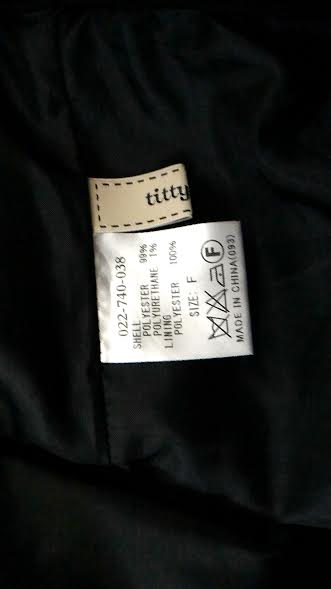 titty
022-740-038
SHELL
POLYESTER 99%
POLYURETHANE 1%
LINING
POLYESTER 100%
SIZE: F
F
MADE IN CHINA(093)